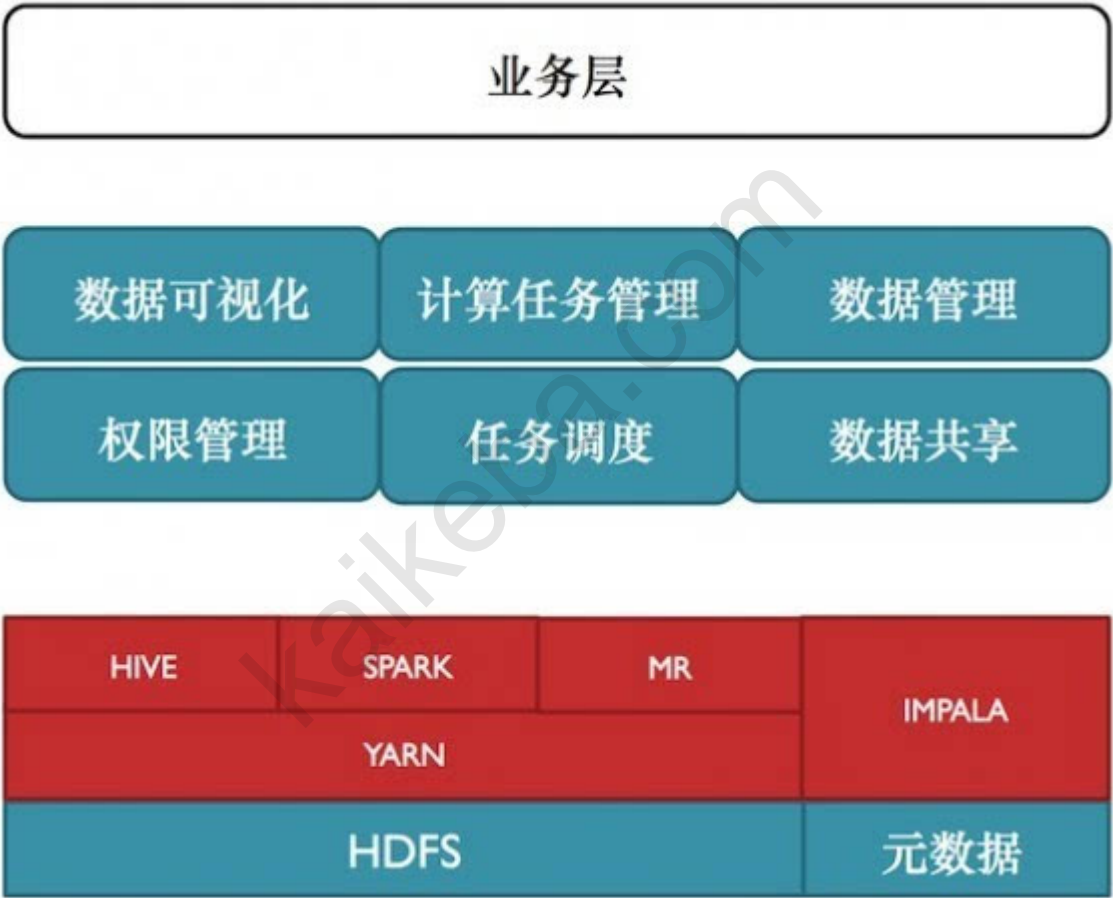 业务层
数据可视化 计算任务管理 数据管理
权限管理 任务调度 数据共享
kaikeba.com
HIVE SPARK MR
IMPALA
YARN
HDFS 元数据